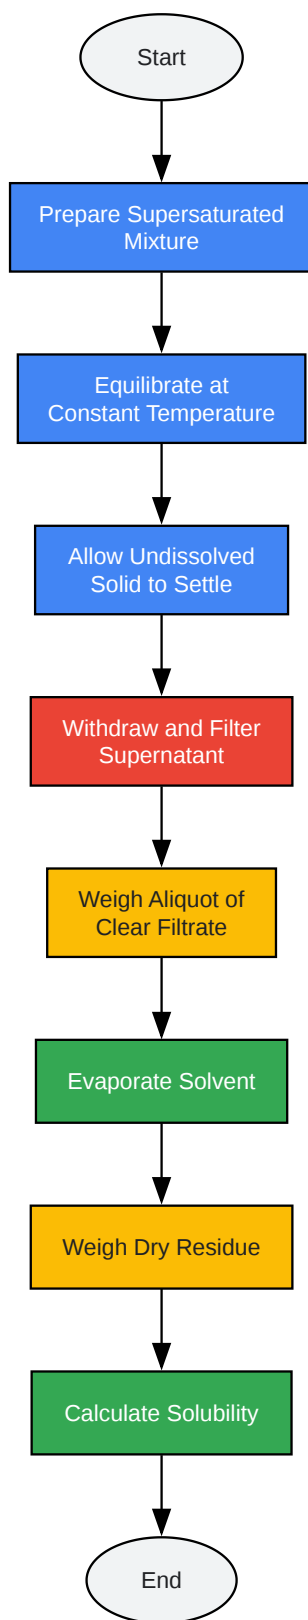 Start
Prepare Supersaturated
Mixture
Equilibrate at
Constant Temperature
Allow Undissolved
Solid to Settle
Withdraw and Filter
Supernatant
Weigh Aliquot of
Clear Filtrate
Evaporate Solvent
Weigh Dry Residue
Calculate Solubility
End